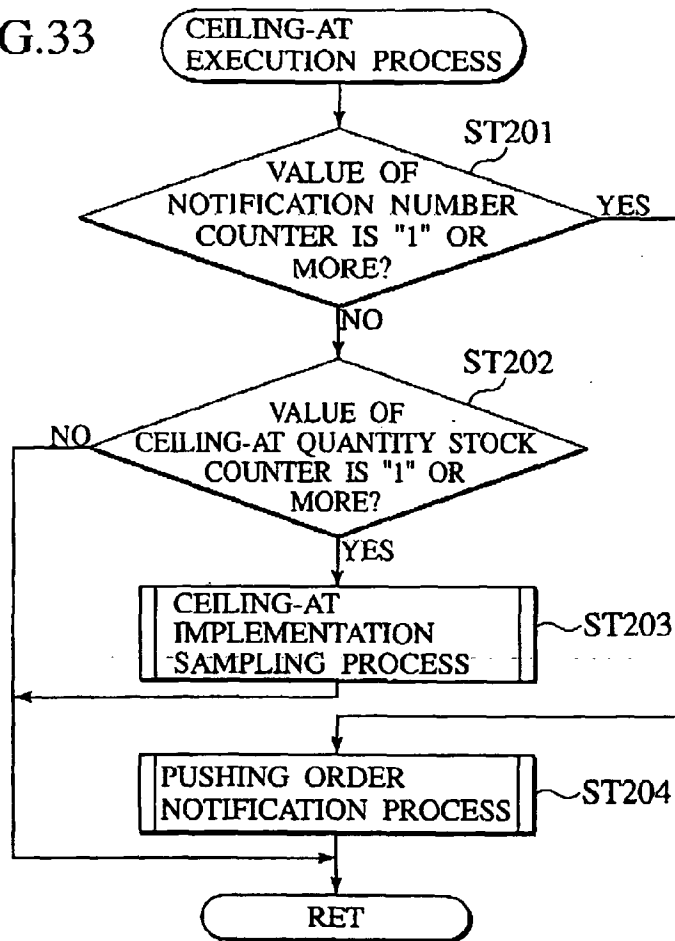 G.33
CEILING-AT
EXECUTION PROCESS
ST201
VALUE OF
NOTIFICATION NUMBER
COUNTER IS "1" OR
MORE?
YES
NO
ST202
VALUE OF
CEILING-AT QUANTITY STOCK
COUNTER IS "1" OR
MORE?
NO
YES
CEILING-AT
IMPLEMENTATION
SAMPLING PROCESS
ST203
PUSHING ORDER
NOTIFICATION PROCESS
ST204
RET